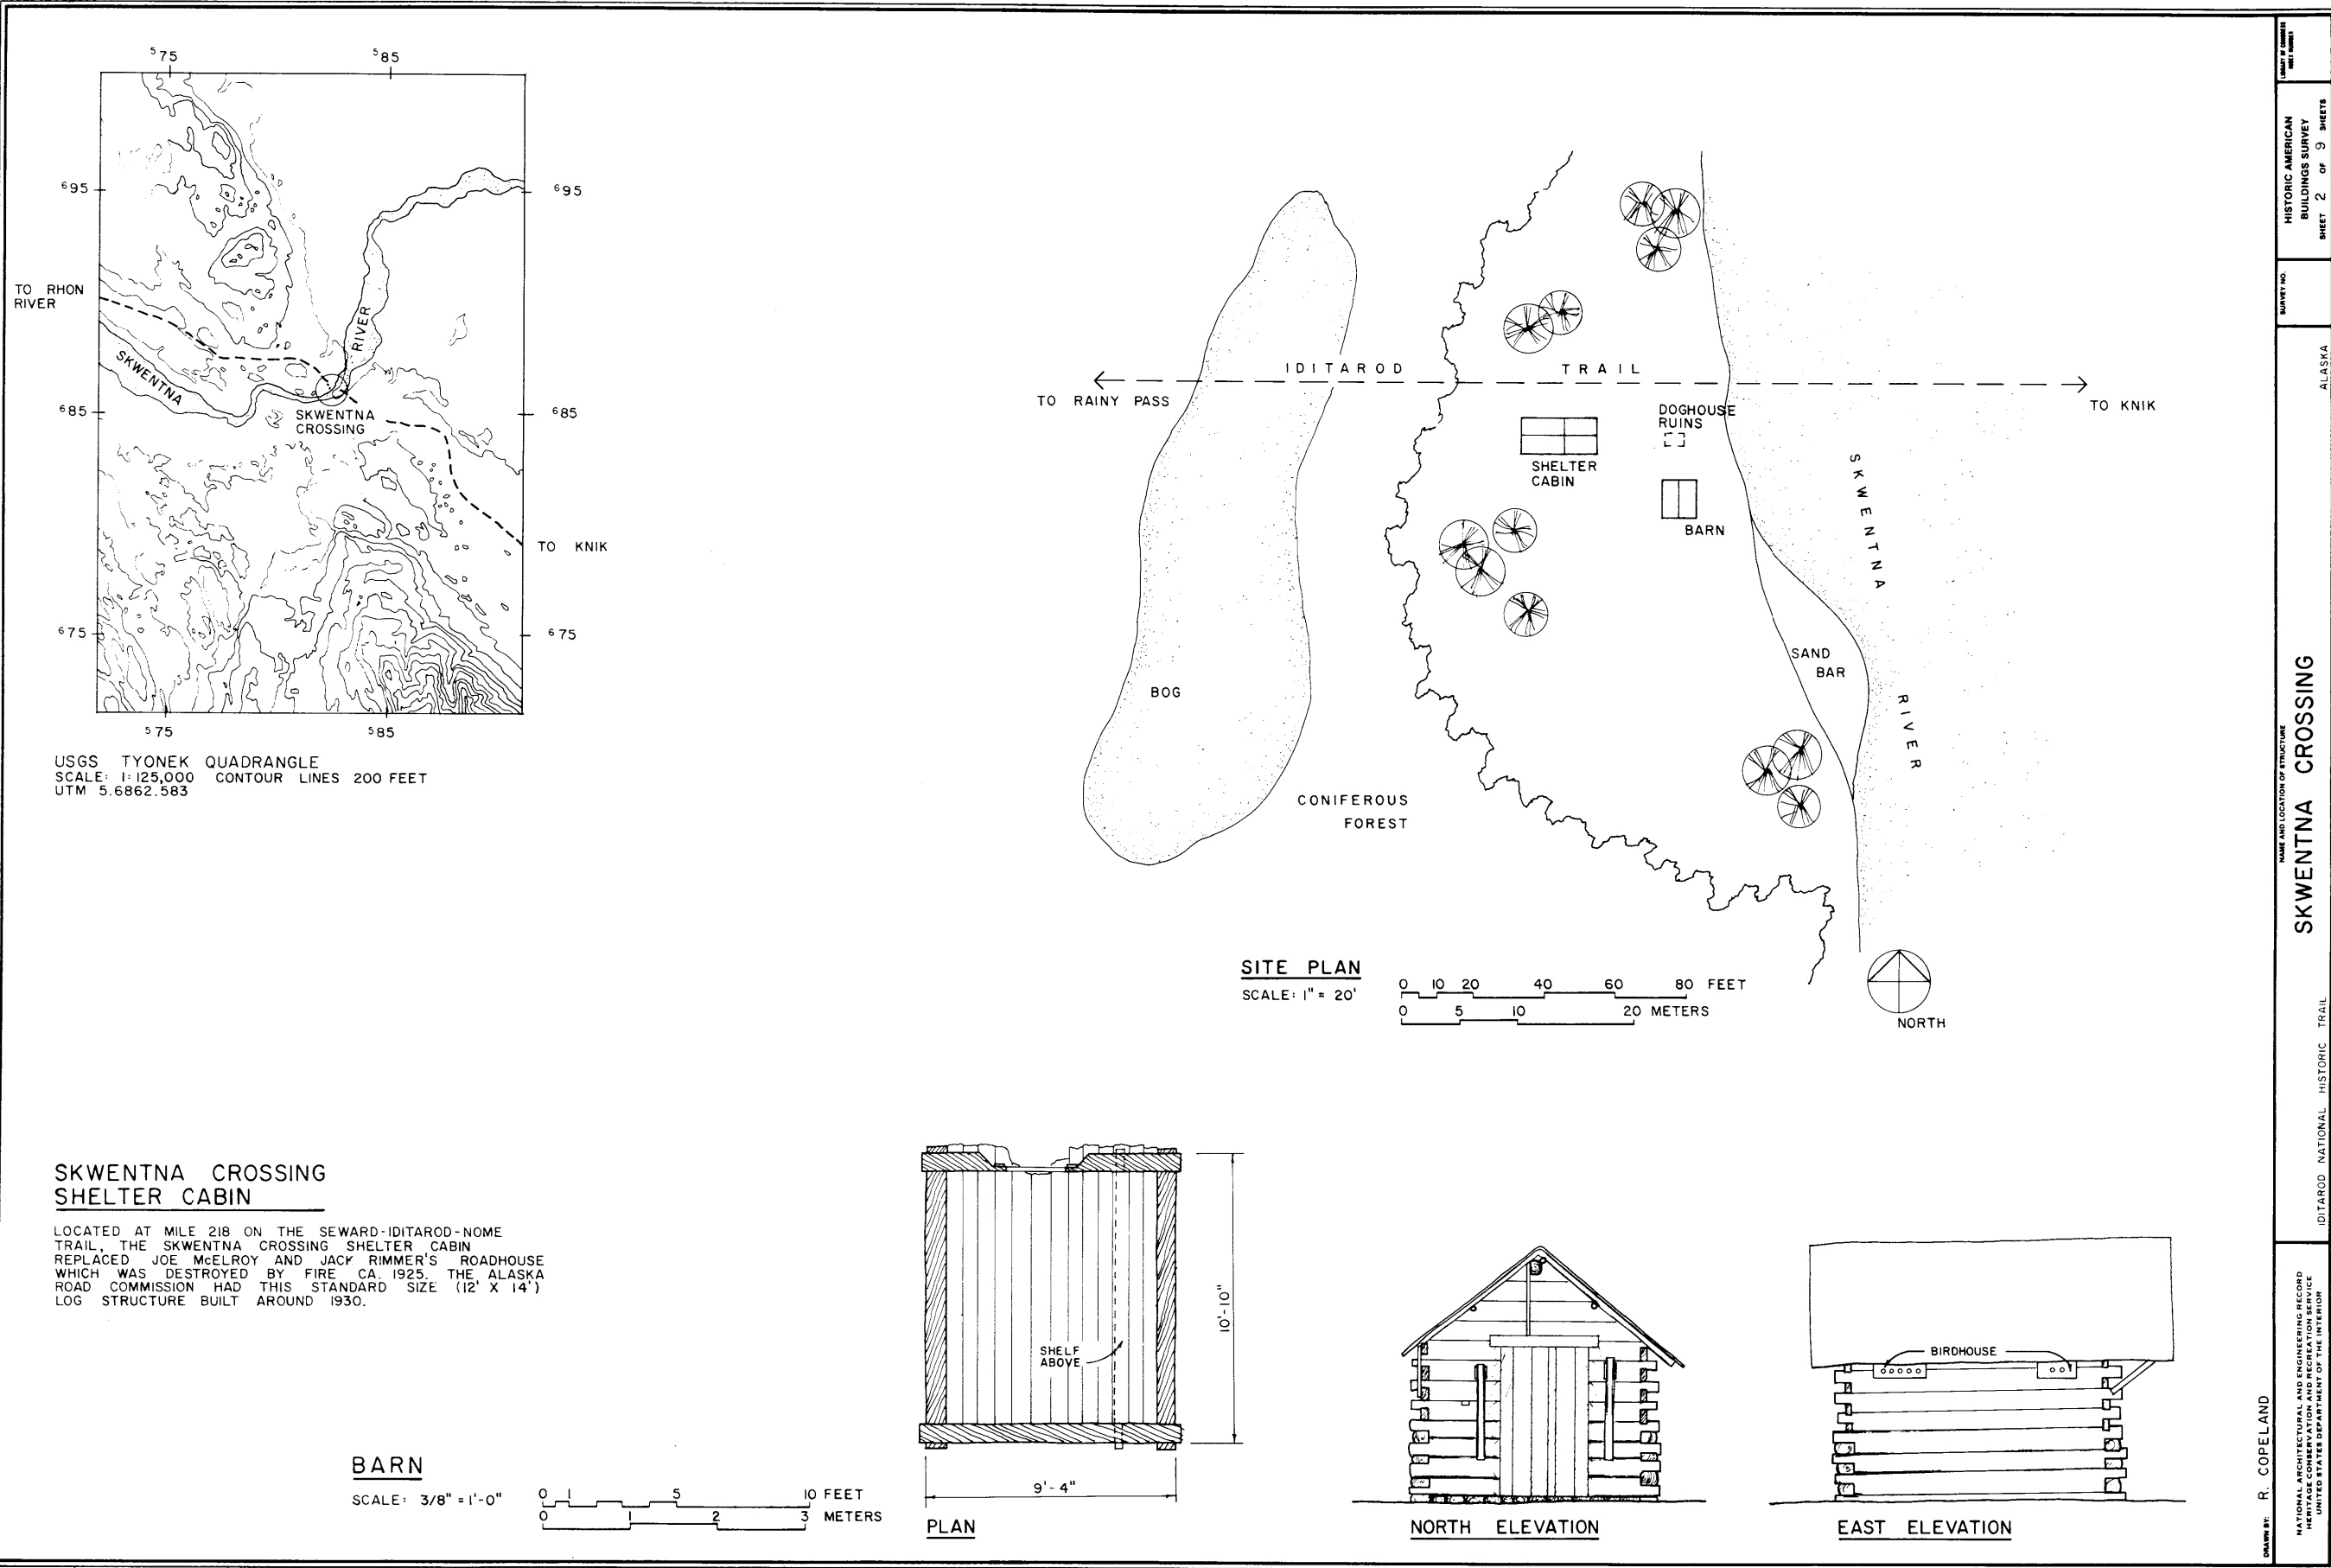 575
585
695
695
TO RHON
RIVER
RIVER
SKWENTNA
685
685
SKWENTNA
CROSSING
TO KNIK
675
675
575
585
USGS TYONEK QUADRANGLE
SCALE: 1:125,000 CONTOUR LINES 200 FEET
UTM 5.6862.583
IDITAROD TRAIL
TO RAINY PASS
TO KNIK
DOGHOUSE
RUINS
SHELTER
CABIN
BARN
SKWENTNA RIVER
SAND
BAR
BOG
CONIFEROUS
FOREST
SITE PLAN
SCALE: 1" = 20'
0 10 20 40 60 80 FEET
0 5 10 20 METERS
NORTH
SKWENTNA CROSSING
SHELTER CABIN
LOCATED AT MILE 218 ON THE SEWARD-IDITAROD-NOME
TRAIL, THE SKWENTNA CROSSING SHELTER CABIN
REPLACED JOE McELROY AND JACK RIMMER'S ROADHOUSE
WHICH WAS DESTROYED BY FIRE CA. 1925. THE ALASKA
ROAD COMMISSION HAD THIS STANDARD SIZE (12' X 14')
LOG STRUCTURE BUILT AROUND 1930.
BARN
SCALE: 3/8" = 1'-0"
0 1 5 10 FEET
0 1 2 3 METERS
SHELF
ABOVE
10'-10"
9'-4"
PLAN
NORTH ELEVATION
BIRDHOUSE
EAST ELEVATION
LIBRARY OF CONGRESS
INDEX NUMBER
HISTORIC AMERICAN
BUILDINGS SURVEY
SHEET 2 OF 9 SHEETS
SURVEY NO.
ALASKA
NAME AND LOCATION OF STRUCTURE
SKWENTNA CROSSING
IDITAROD NATIONAL HISTORIC TRAIL
NATIONAL ARCHITECTURAL AND ENGINEERING RECORD
HERITAGE CONSERVATION AND RECREATION SERVICE
UNITED STATES DEPARTMENT OF THE INTERIOR
DRAWN BY: R. COPELAND